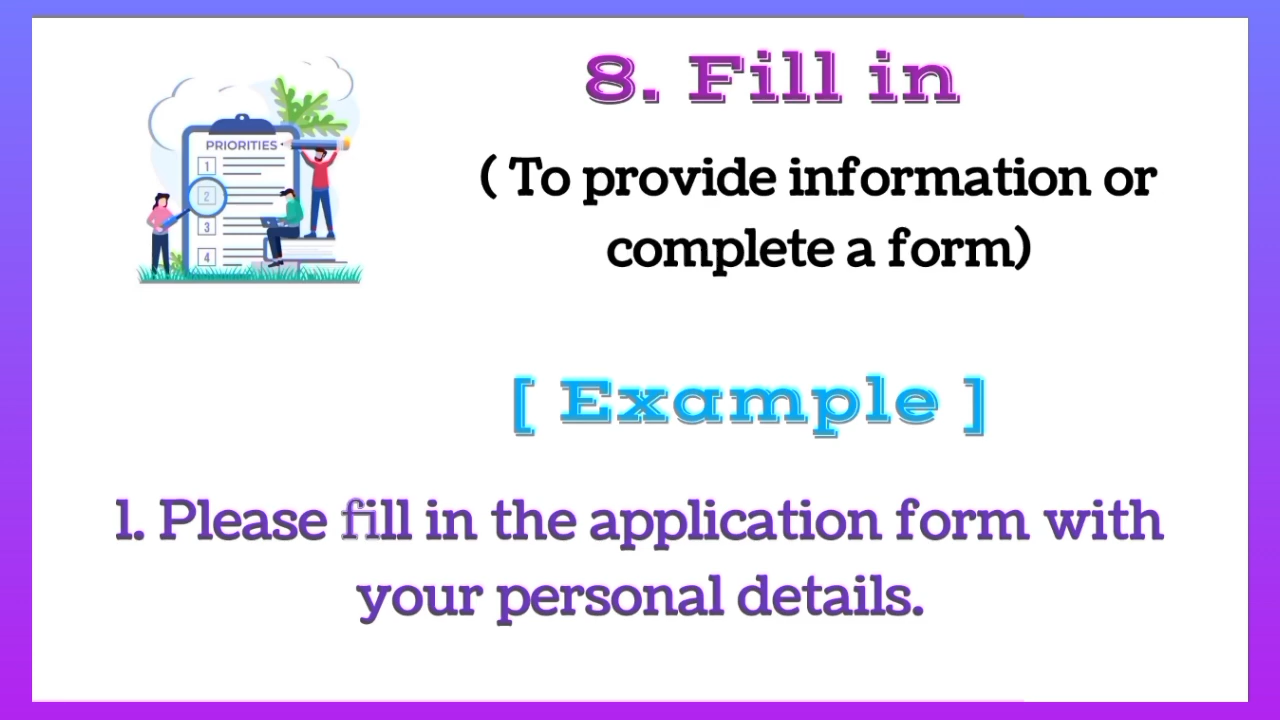 8. Fill in
( To provide information or
complete a form)
PRIORITIES
1
2
3
4
[ Example ]
1. Please fill in the application form with
your personal details.